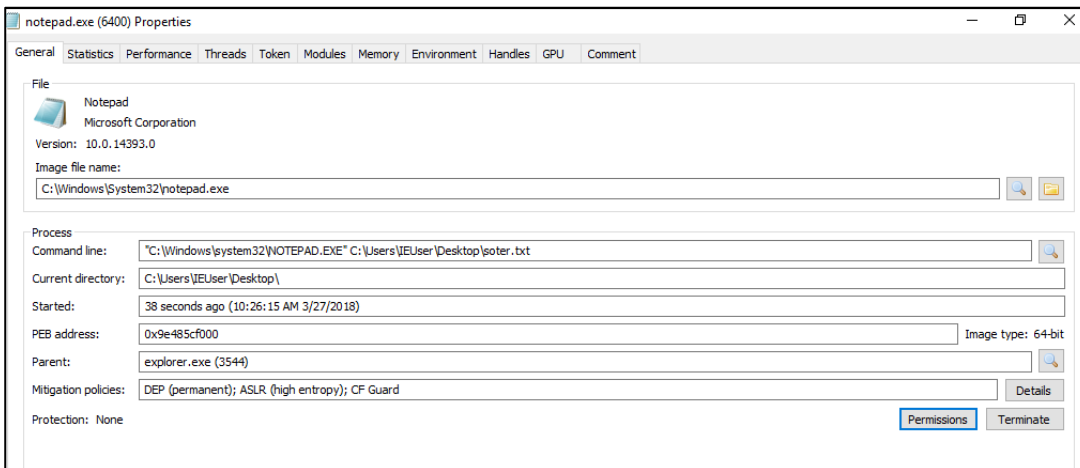 notepad.exe (6400) Properties
General Statistics Performance Threads Token Modules Memory Environment Handles GPU Comment
File
Notepad
Microsoft Corporation
Version: 10.0.14393.0
Image file name:
C:\Windows\System32\notepad.exe
Process
Command line: "C:\Windows\system32\NOTEPAD.EXE" C:\Users\IEUser\Desktop\soter.txt
Current directory: C:\Users\IEUser\Desktop\
Started: 38 seconds ago (10:26:15 AM 3/27/2018)
PEB address: 0x9e485cf000 Image type: 64-bit
Parent: explorer.exe (3544)
Mitigation policies: DEP (permanent); ASLR (high entropy); CF Guard Details
Protection: None Permissions Terminate